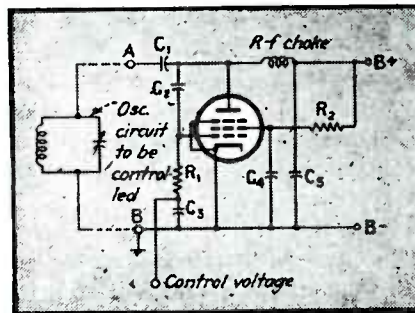 A
C₁
R-f choke
B+
C₂
Osc.
circuit
to be
control-
led
R₁
R₂
C₄
C₅
C₃
B
B-
Control voltage